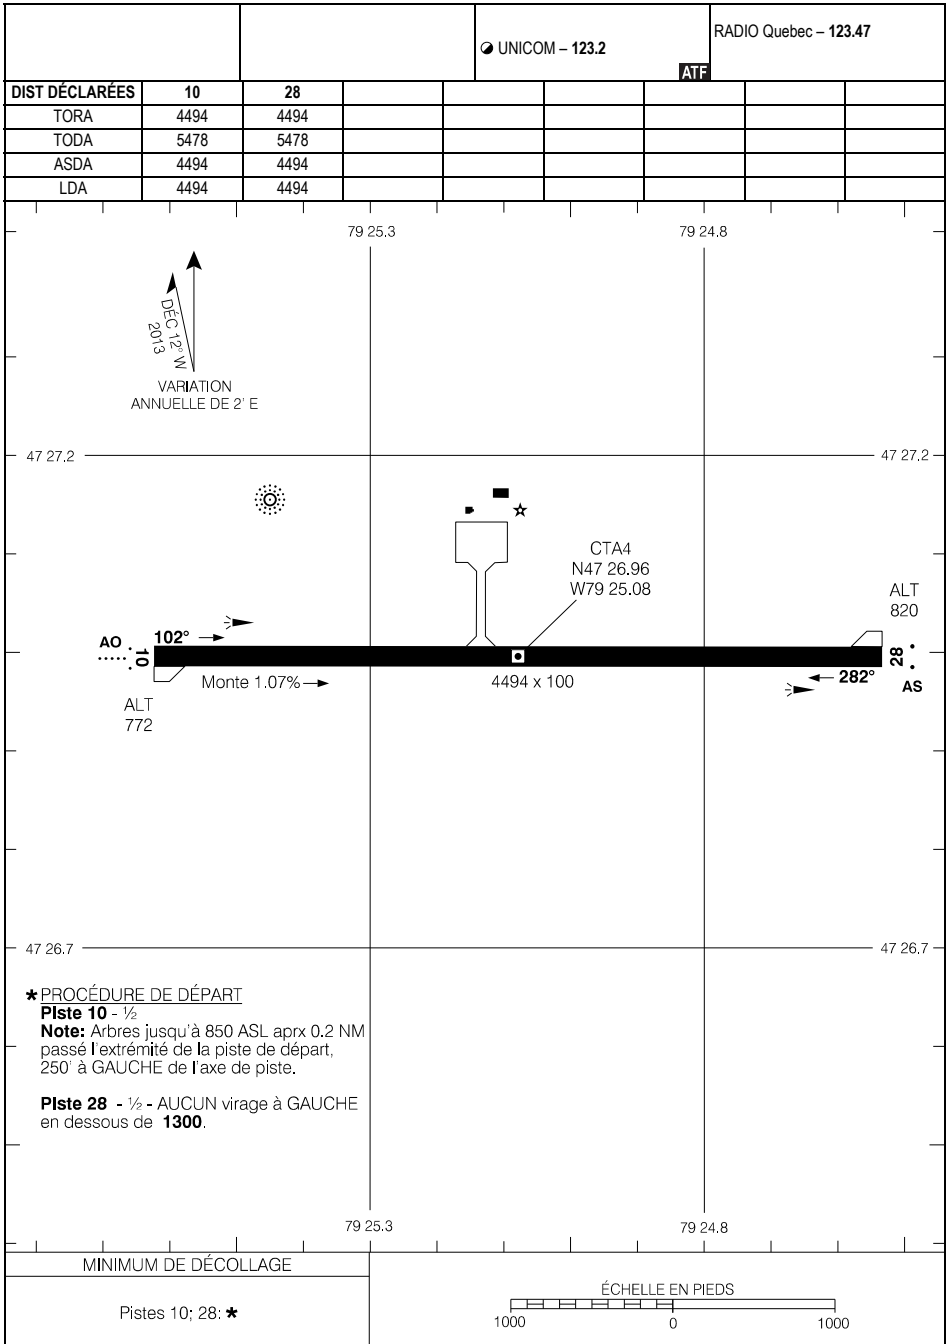 UNICOM – 123.2
RADIO Quebec – 123.47
ATF
DIST DÉCLARÉES 10 28
TORA 4494 4494
TODA 5478 5478
ASDA 4494 4494
LDA 4494 4494
79 25.3 79 24.8
DÉC 12° W
2013
VARIATION
ANNUELLE DE 2' E
47 27.2 47 27.2
CTA4
N47 26.96
W79 25.08
ALT
820
AO 102°
10
28
Monte 1.07%
4494 x 100
282°
AS
ALT
772
47 26.7 47 26.7
★ PROCÉDURE DE DÉPART
Piste 10 - ½
Note: Arbres jusqu'à 850 ASL aprx 0.2 NM
passé l'extrémité de la piste de départ,
250' à GAUCHE de l'axe de piste.
Piste 28 - ½ - AUCUN virage à GAUCHE
en dessous de 1300.
79 25.3 79 24.8
MINIMUM DE DÉCOLLAGE
Pistes 10; 28: ★
ÉCHELLE EN PIEDS
1000 0 1000